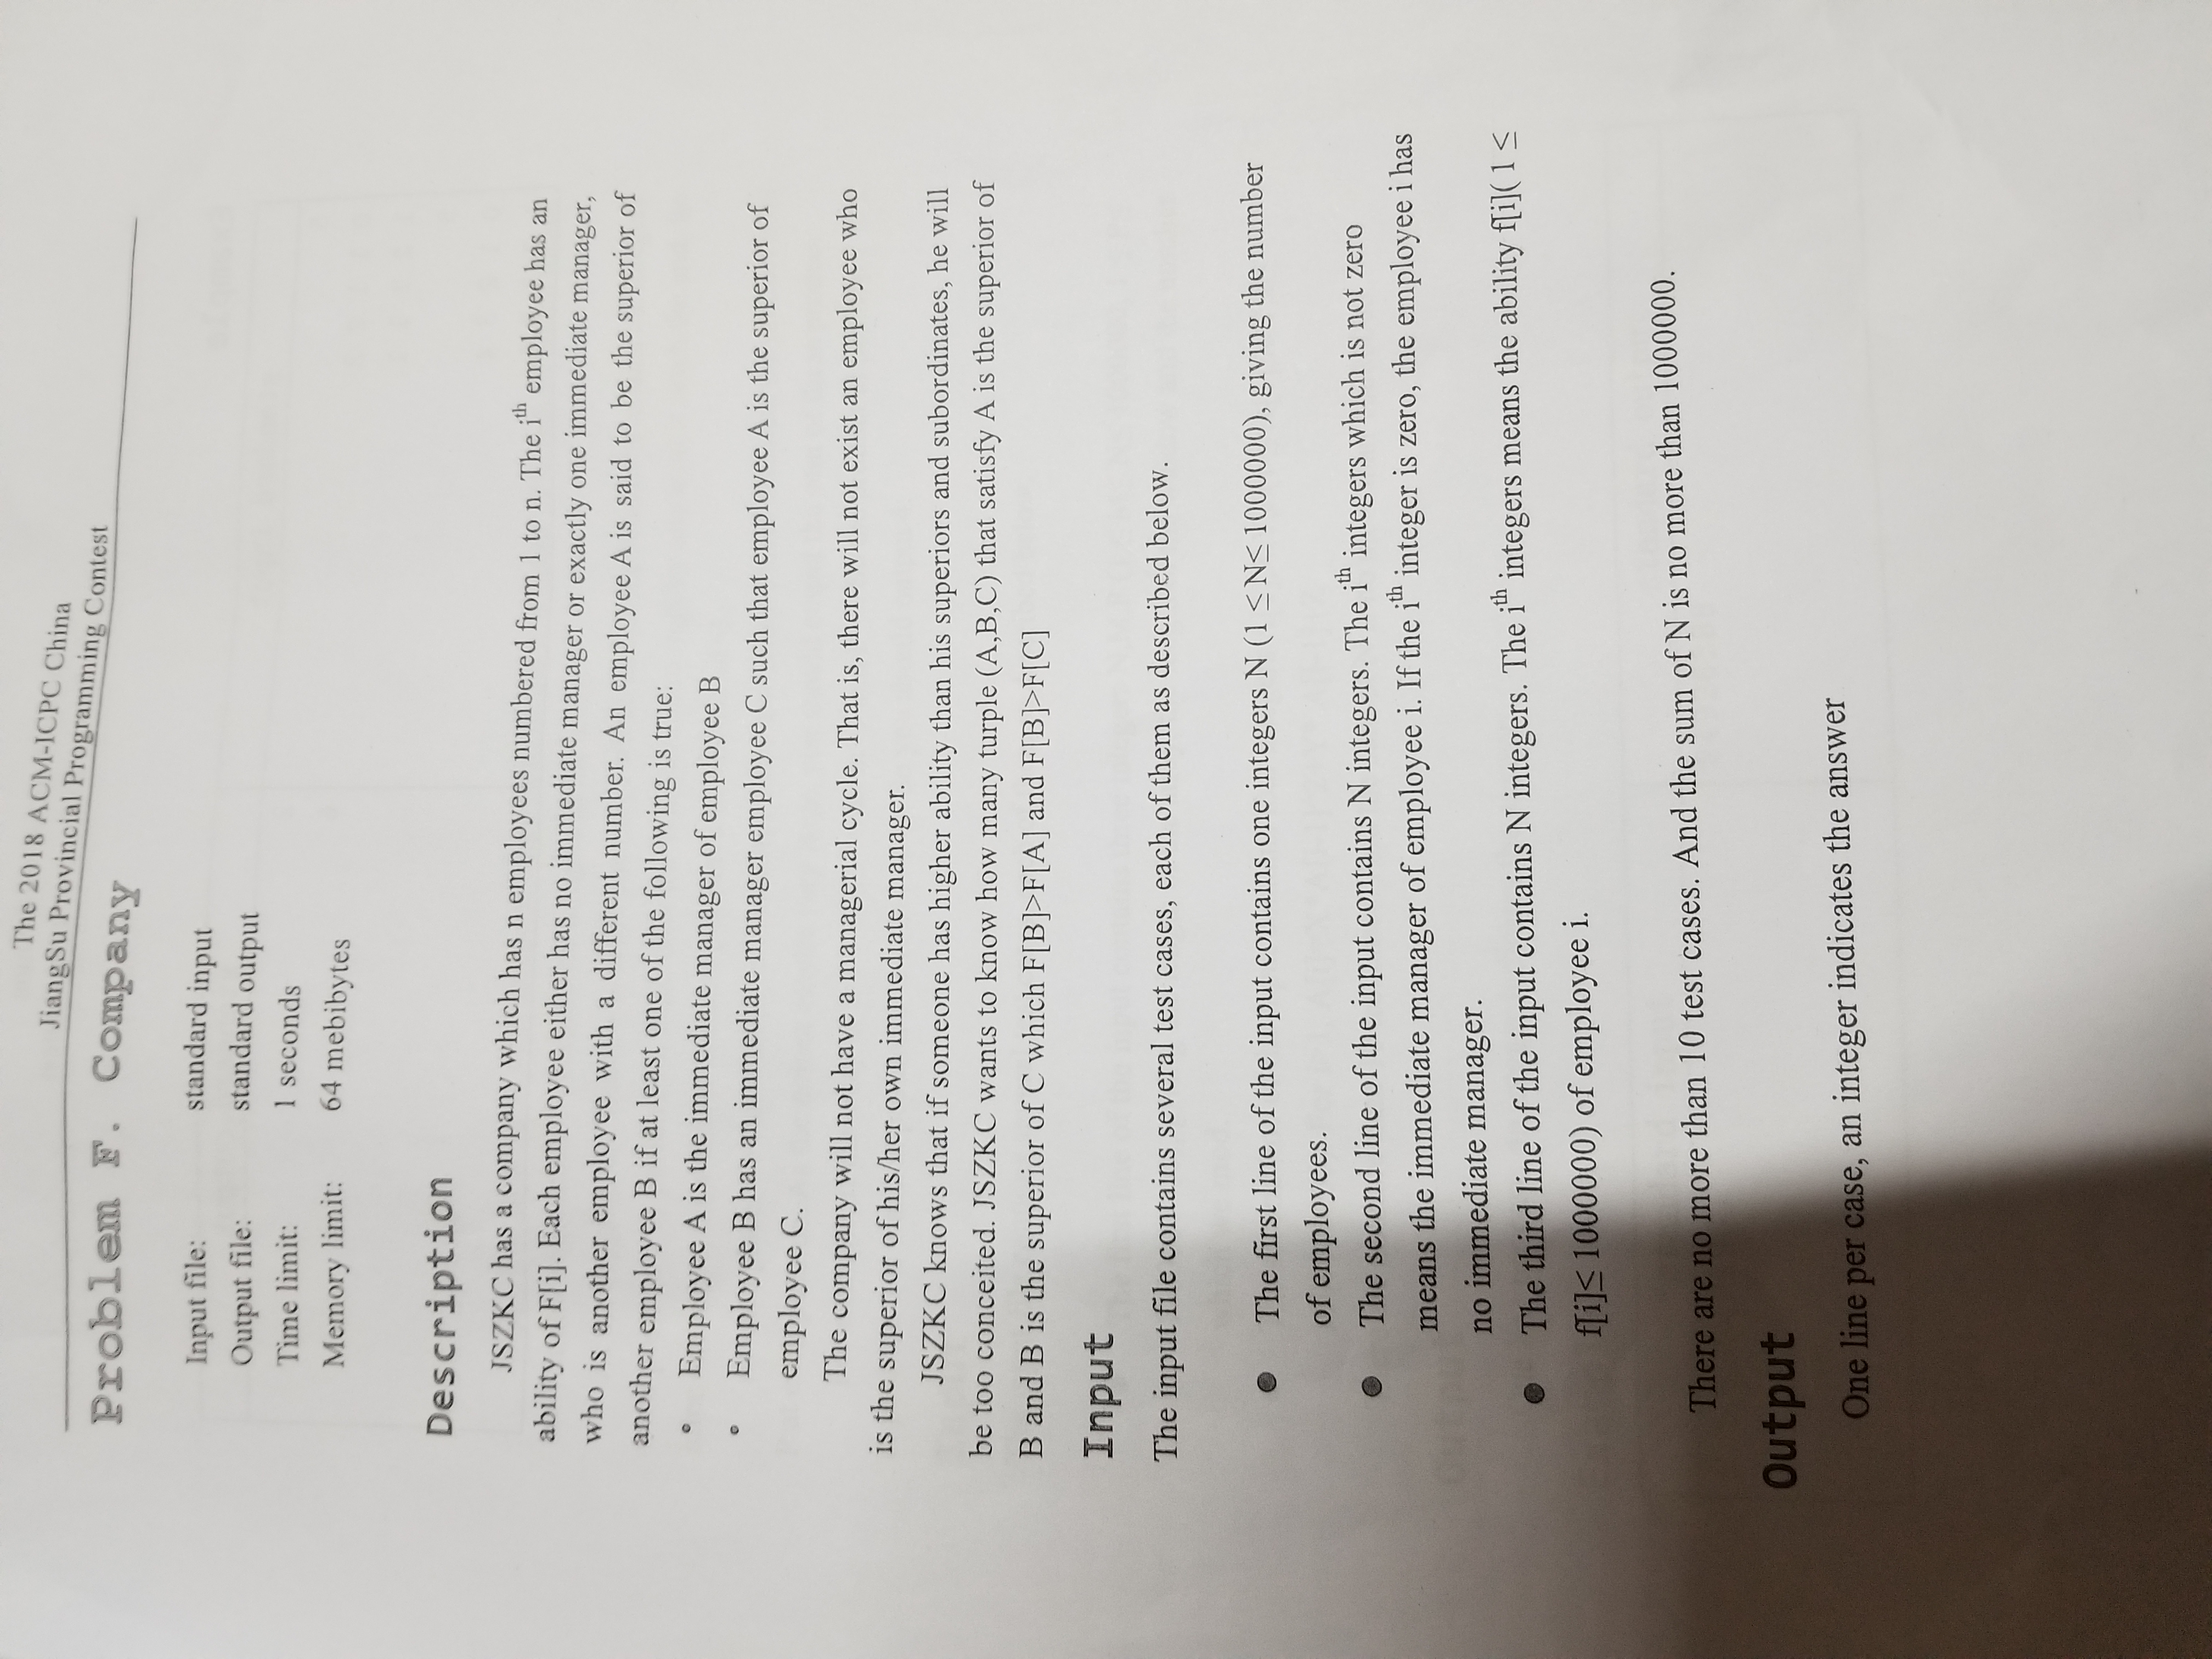 The 2018 ACM-ICPC China
JiangSu Provincial Programming Contest
Problem F. Company
Input file: standard input
Output file: standard output
Time limit: 1 seconds
Memory limit: 64 mebibytes
Description
JSZKC has a company which has n employees numbered from 1 to n. The iᵗʰ employee has an
ability of F[i]. Each employee either has no immediate manager or exactly one immediate manager,
who is another employee with a different number. An employee A is said to be the superior of
another employee B if at least one of the following is true:
• Employee A is the immediate manager of employee B
• Employee B has an immediate manager employee C such that employee A is the superior of
employee C.
The company will not have a managerial cycle. That is, there will not exist an employee who
is the superior of his/her own immediate manager.
JSZKC knows that if someone has higher ability than his superiors and subordinates, he will
be too conceited. JSZKC wants to know how many turple (A,B,C) that satisfy A is the superior of
B and B is the superior of C which F[B]>F[A] and F[B]>F[C]
Input
The input file contains several test cases, each of them as described below.
● The first line of the input contains one integers N (1 ≤N≤ 1000000), giving the number
of employees.
● The second line of the input contains N integers. The iᵗʰ integers which is not zero
means the immediate manager of employee i. If the iᵗʰ integer is zero, the employee i has
no immediate manager.
● The third line of the input contains N integers. The iᵗʰ integers means the ability f[i]( 1 ≤
f[i]≤ 1000000) of employee i.
There are no more than 10 test cases. And the sum of N is no more than 1000000.
Output
One line per case, an integer indicates the answer